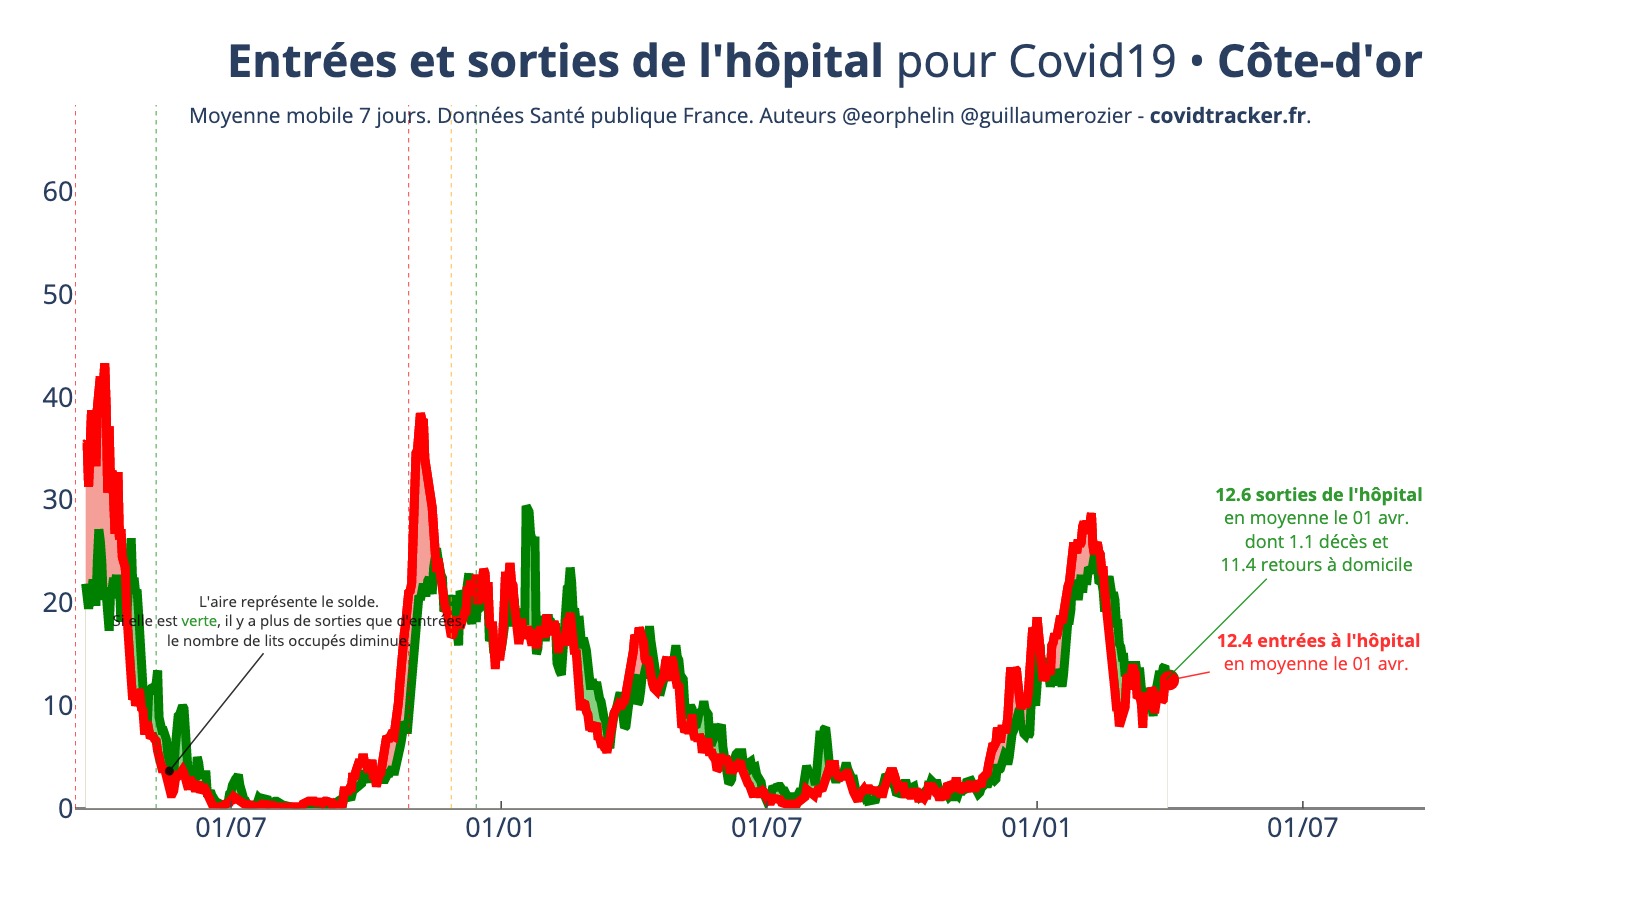 Entrées et sorties de l'hôpital pour Covid19 • Côte-d'or
Moyenne mobile 7 jours. Données Santé publique France. Auteurs @eorphelin @guillaumerozier - covidtracker.fr.
60
50
40
30
20
10
0
L'aire représente le solde.
Si elle est verte, il y a plus de sorties que d'entrées,
le nombre de lits occupés diminue.
12.6 sorties de l'hôpital
en moyenne le 01 avr.
dont 1.1 décès et
11.4 retours à domicile
12.4 entrées à l'hôpital
en moyenne le 01 avr.
01/07
01/01
01/07
01/01
01/07